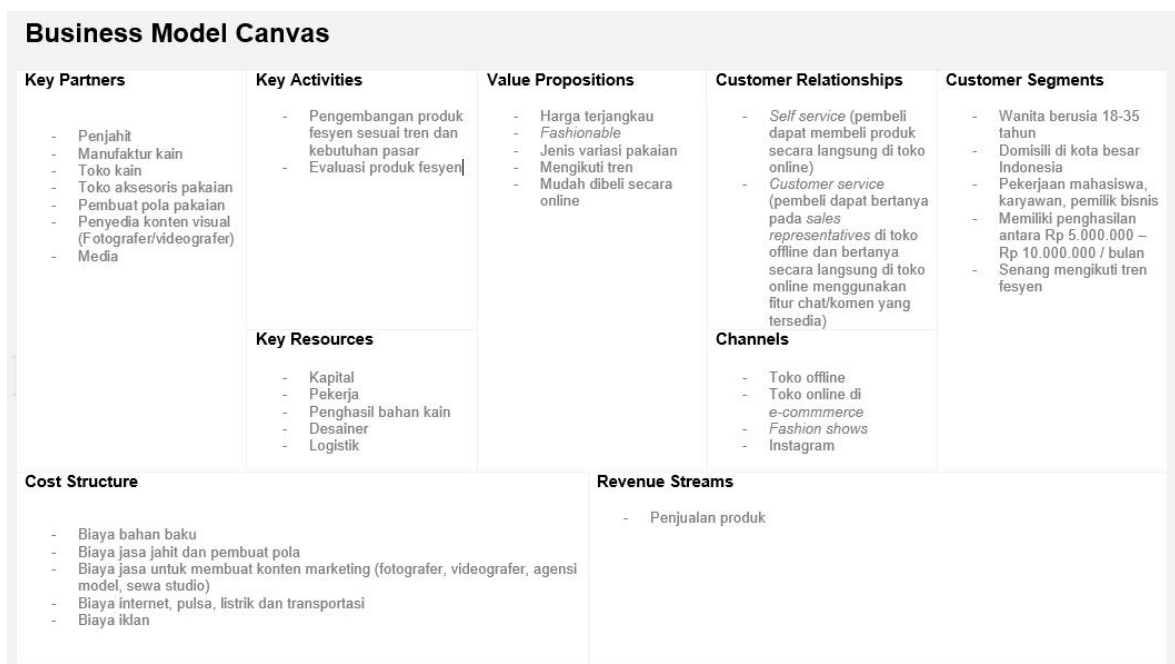 Business Model Canvas
Key Partners
- Penjahit
- Manufaktur kain
- Toko kain
- Toko aksesoris pakaian
- Pembuat pola pakaian
- Penyedia konten visual
(Fotografer/videografer)
- Media
Key Activities
- Pengembangan produk
fesyen sesuai tren dan
kebutuhan pasar
- Evaluasi produk fesyen
Key Resources
- Kapital
- Pekerja
- Penghasil bahan kain
- Desainer
- Logistik
Value Propositions
- Harga terjangkau
- Fashionable
- Jenis variasi pakaian
- Mengikuti tren
- Mudah dibeli secara
online
Customer Relationships
- Self service (pembeli
dapat membeli produk
secara langsung di toko
online)
- Customer service
(pembeli dapat bertanya
pada sales
representatives di toko
offline dan bertanya
secara langsung di toko
online menggunakan
fitur chat/komen yang
tersedia)
Channels
- Toko offline
- Toko online di
e-commmerce
- Fashion shows
- Instagram
Customer Segments
- Wanita berusia 18-35
tahun
- Domisili di kota besar
Indonesia
- Pekerjaan mahasiswa,
karyawan, pemilik bisnis
- Memiliki penghasilan
antara Rp 5.000.000 –
Rp 10.000.000 / bulan
- Senang mengikuti tren
fesyen
Cost Structure
- Biaya bahan baku
- Biaya jasa jahit dan pembuat pola
- Biaya jasa untuk membuat konten marketing (fotografer, videografer, agensi
model, sewa studio)
- Biaya internet, pulsa, listrik dan transportasi
- Biaya iklan
Revenue Streams
- Penjualan produk